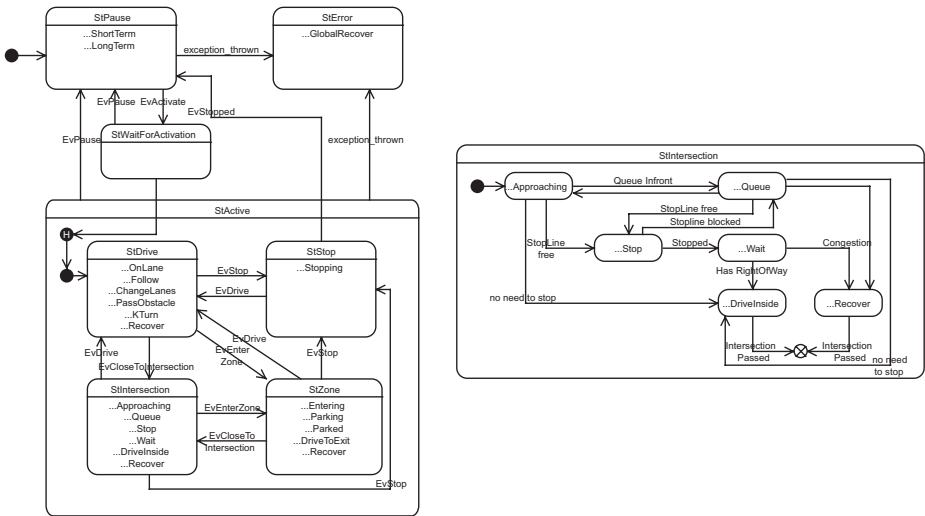 StPause
...ShortTerm
...LongTerm
StError
...GlobalRecover
exception_thrown
EvPause
EvActivate
EvStopped
EvPause
StWaitForActivation
exception_thrown
StActive
H
StDrive
...OnLane
...Follow
...ChangeLanes
...PassObstacle
...KTurn
...Recover
EvStop
EvDrive
StStop
...Stopping
EvDrive
EvEnter
Zone
EvDrive
EvCloseToIntersection
EvStop
StIntersection
...Approaching
...Queue
...Stop
...Wait
...DriveInside
...Recover
EvEnterZone
EvCloseTo
Intersection
StZone
...Entering
...Parking
...Parked
...DriveToExit
...Recover
EvStop
StIntersection
...Approaching
Queue Infront
...Queue
StopLine free
Stopline blocked
StopLine
free
...Stop
Stopped
...Wait
Congestion
Has RightOfWay
no need to stop
...DriveInside
...Recover
Intersection
Passed
Intersection
Passed
no need
to stop